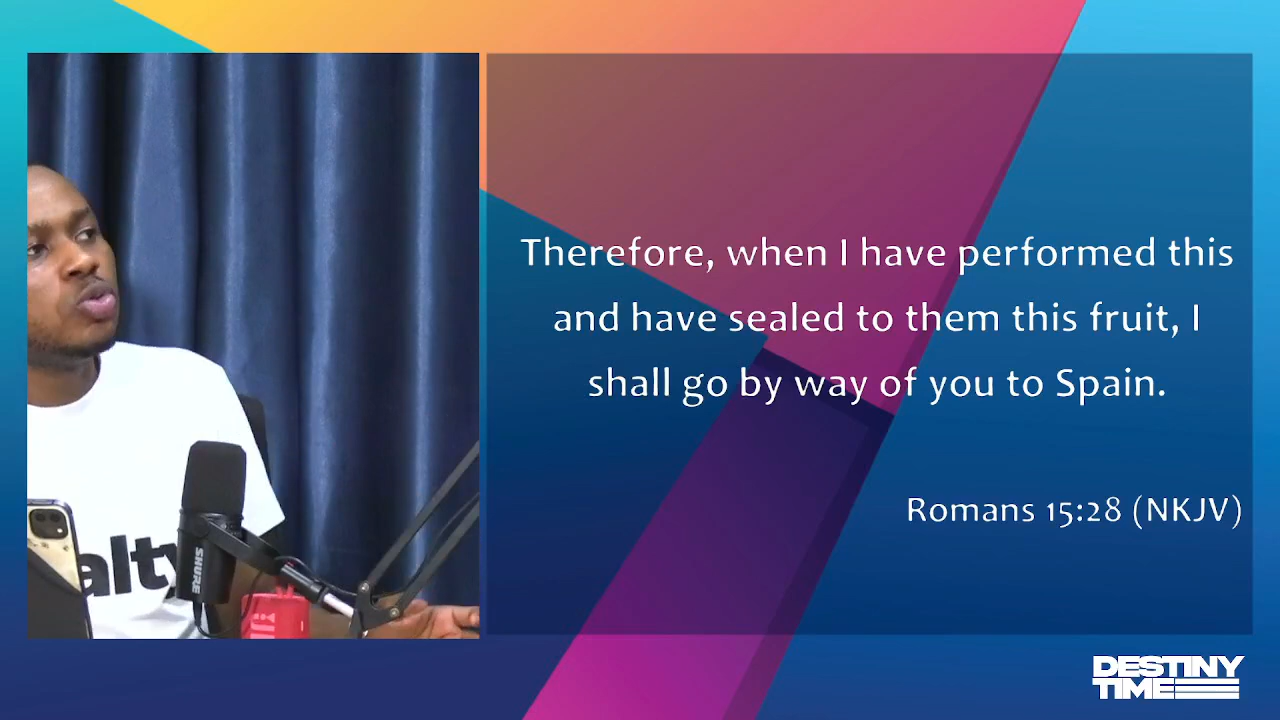 Therefore, when I have performed this
and have sealed to them this fruit, I
shall go by way of you to Spain.
Romans 15:28 (NKJV)
alty
SHURE
DESTINY
TIME